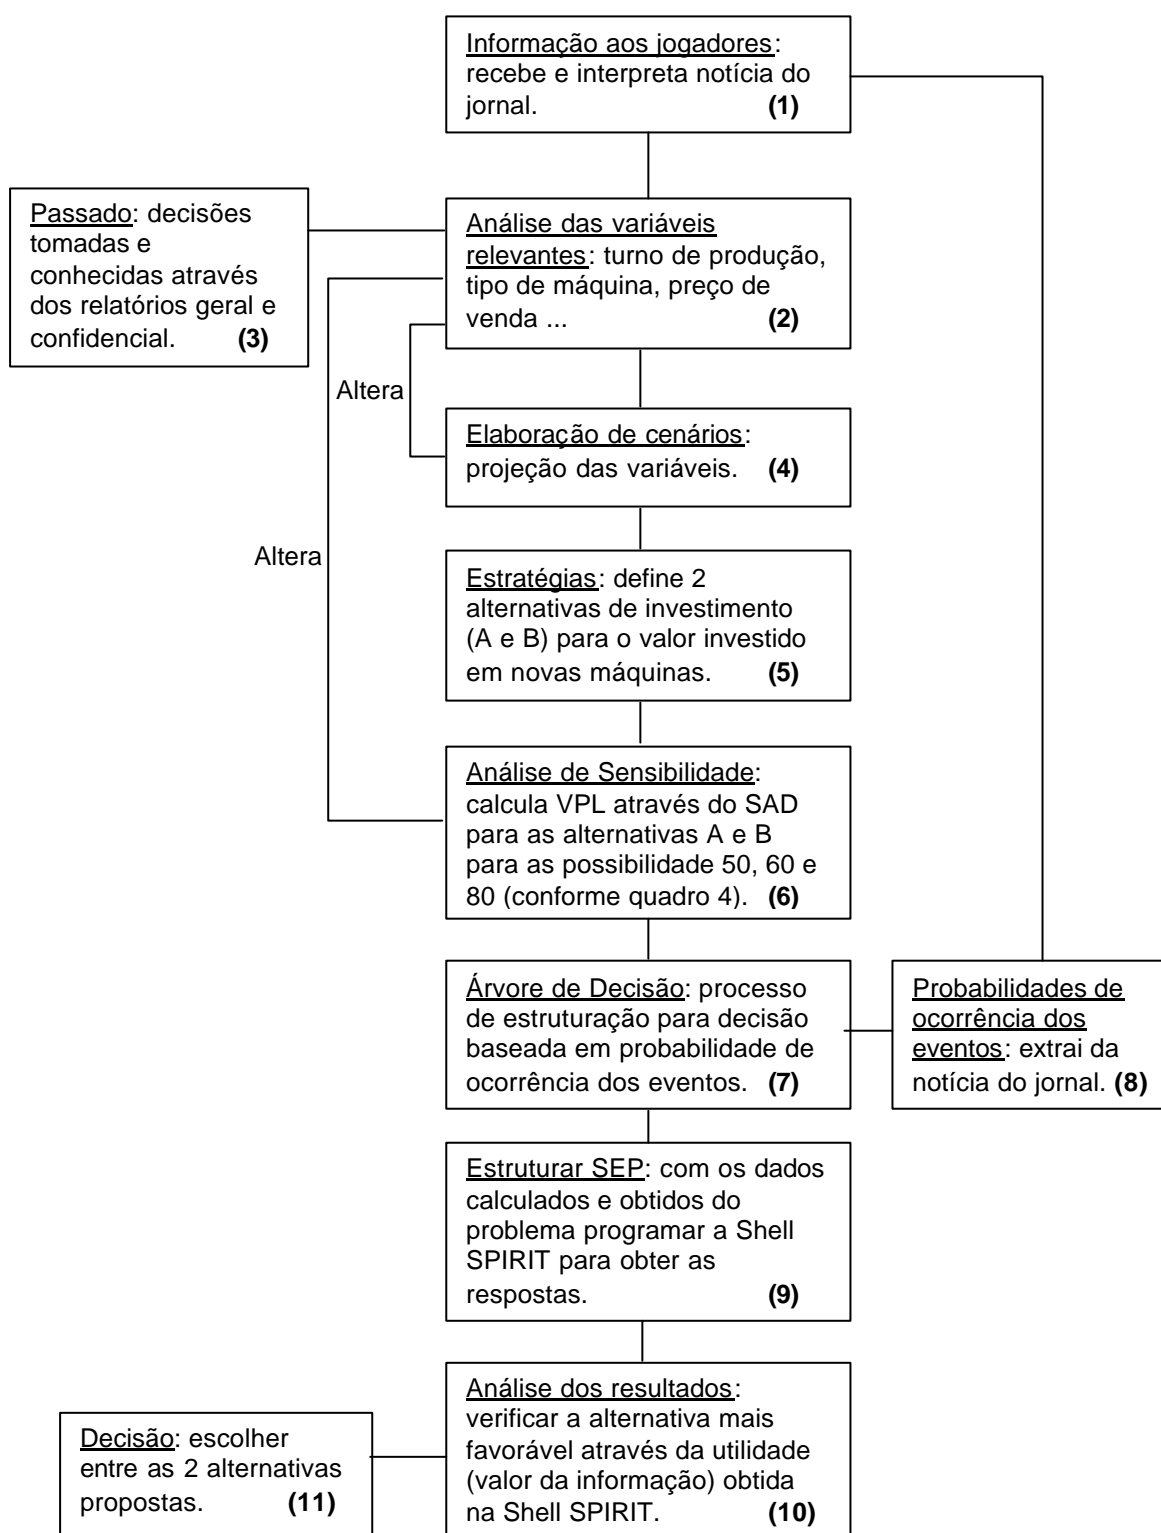 Informação aos jogadores:
recebe e interpreta notícia do
jornal. (1)
Passado: decisões
tomadas e
conhecidas através
dos relatórios geral e
confidencial. (3)
Análise das variáveis
relevantes: turno de produção,
tipo de máquina, preço de
venda ... (2)
Altera
Elaboração de cenários:
projeção das variáveis. (4)
Altera
Estratégias: define 2
alternativas de investimento
(A e B) para o valor investido
em novas máquinas. (5)
Análise de Sensibilidade:
calcula VPL através do SAD
para as alternativas A e B
para as possibilidade 50, 60 e
80 (conforme quadro 4). (6)
Árvore de Decisão: processo
de estruturação para decisão
baseada em probabilidade de
ocorrência dos eventos. (7)
Probabilidades de
ocorrência dos
eventos: extrai da
notícia do jornal. (8)
Estruturar SEP: com os dados
calculados e obtidos do
problema programar a Shell
SPIRIT para obter as
respostas. (9)
Análise dos resultados:
verificar a alternativa mais
favorável através da utilidade
(valor da informação) obtida
na Shell SPIRIT. (10)
Decisão: escolher
entre as 2 alternativas
propostas. (11)